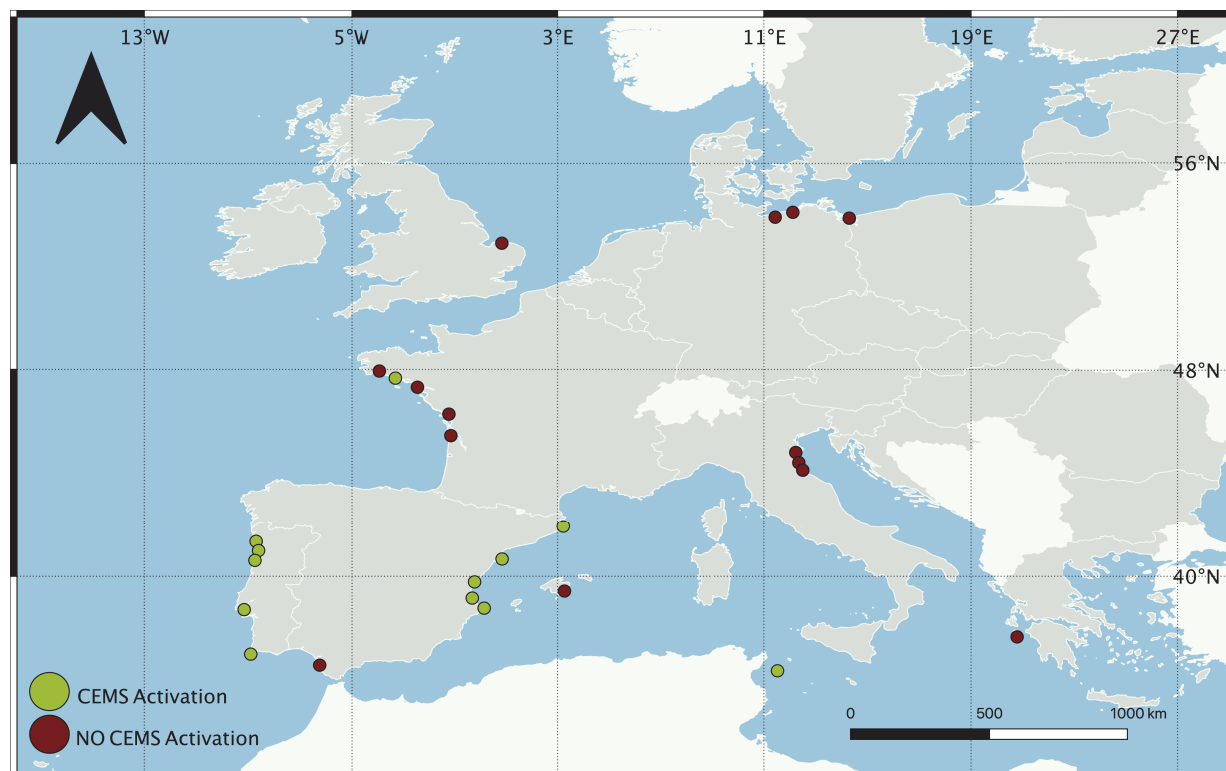 13°W 5°W 3°E 11°E 19°E 27°E
56°N
48°N
40°N
CEMS Activation
NO CEMS Activation
0 500 1000 km